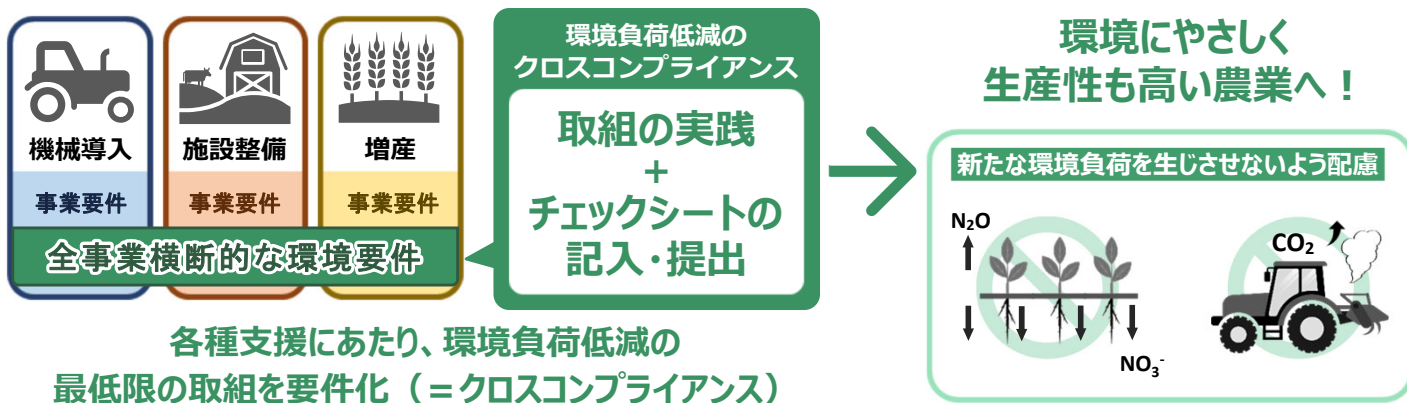 機械導入
事業要件
施設整備
事業要件
増産
事業要件
全事業横断的な環境要件
環境負荷低減の
クロスコンプライアンス
取組の実践
+
チェックシートの
記入・提出
各種支援にあたり、環境負荷低減の
最低限の取組を要件化（＝クロスコンプライアンス）
環境にやさしく
生産性も高い農業へ！
新たな環境負荷を生じさせないよう配慮
N₂O
NO₃⁻
CO₂